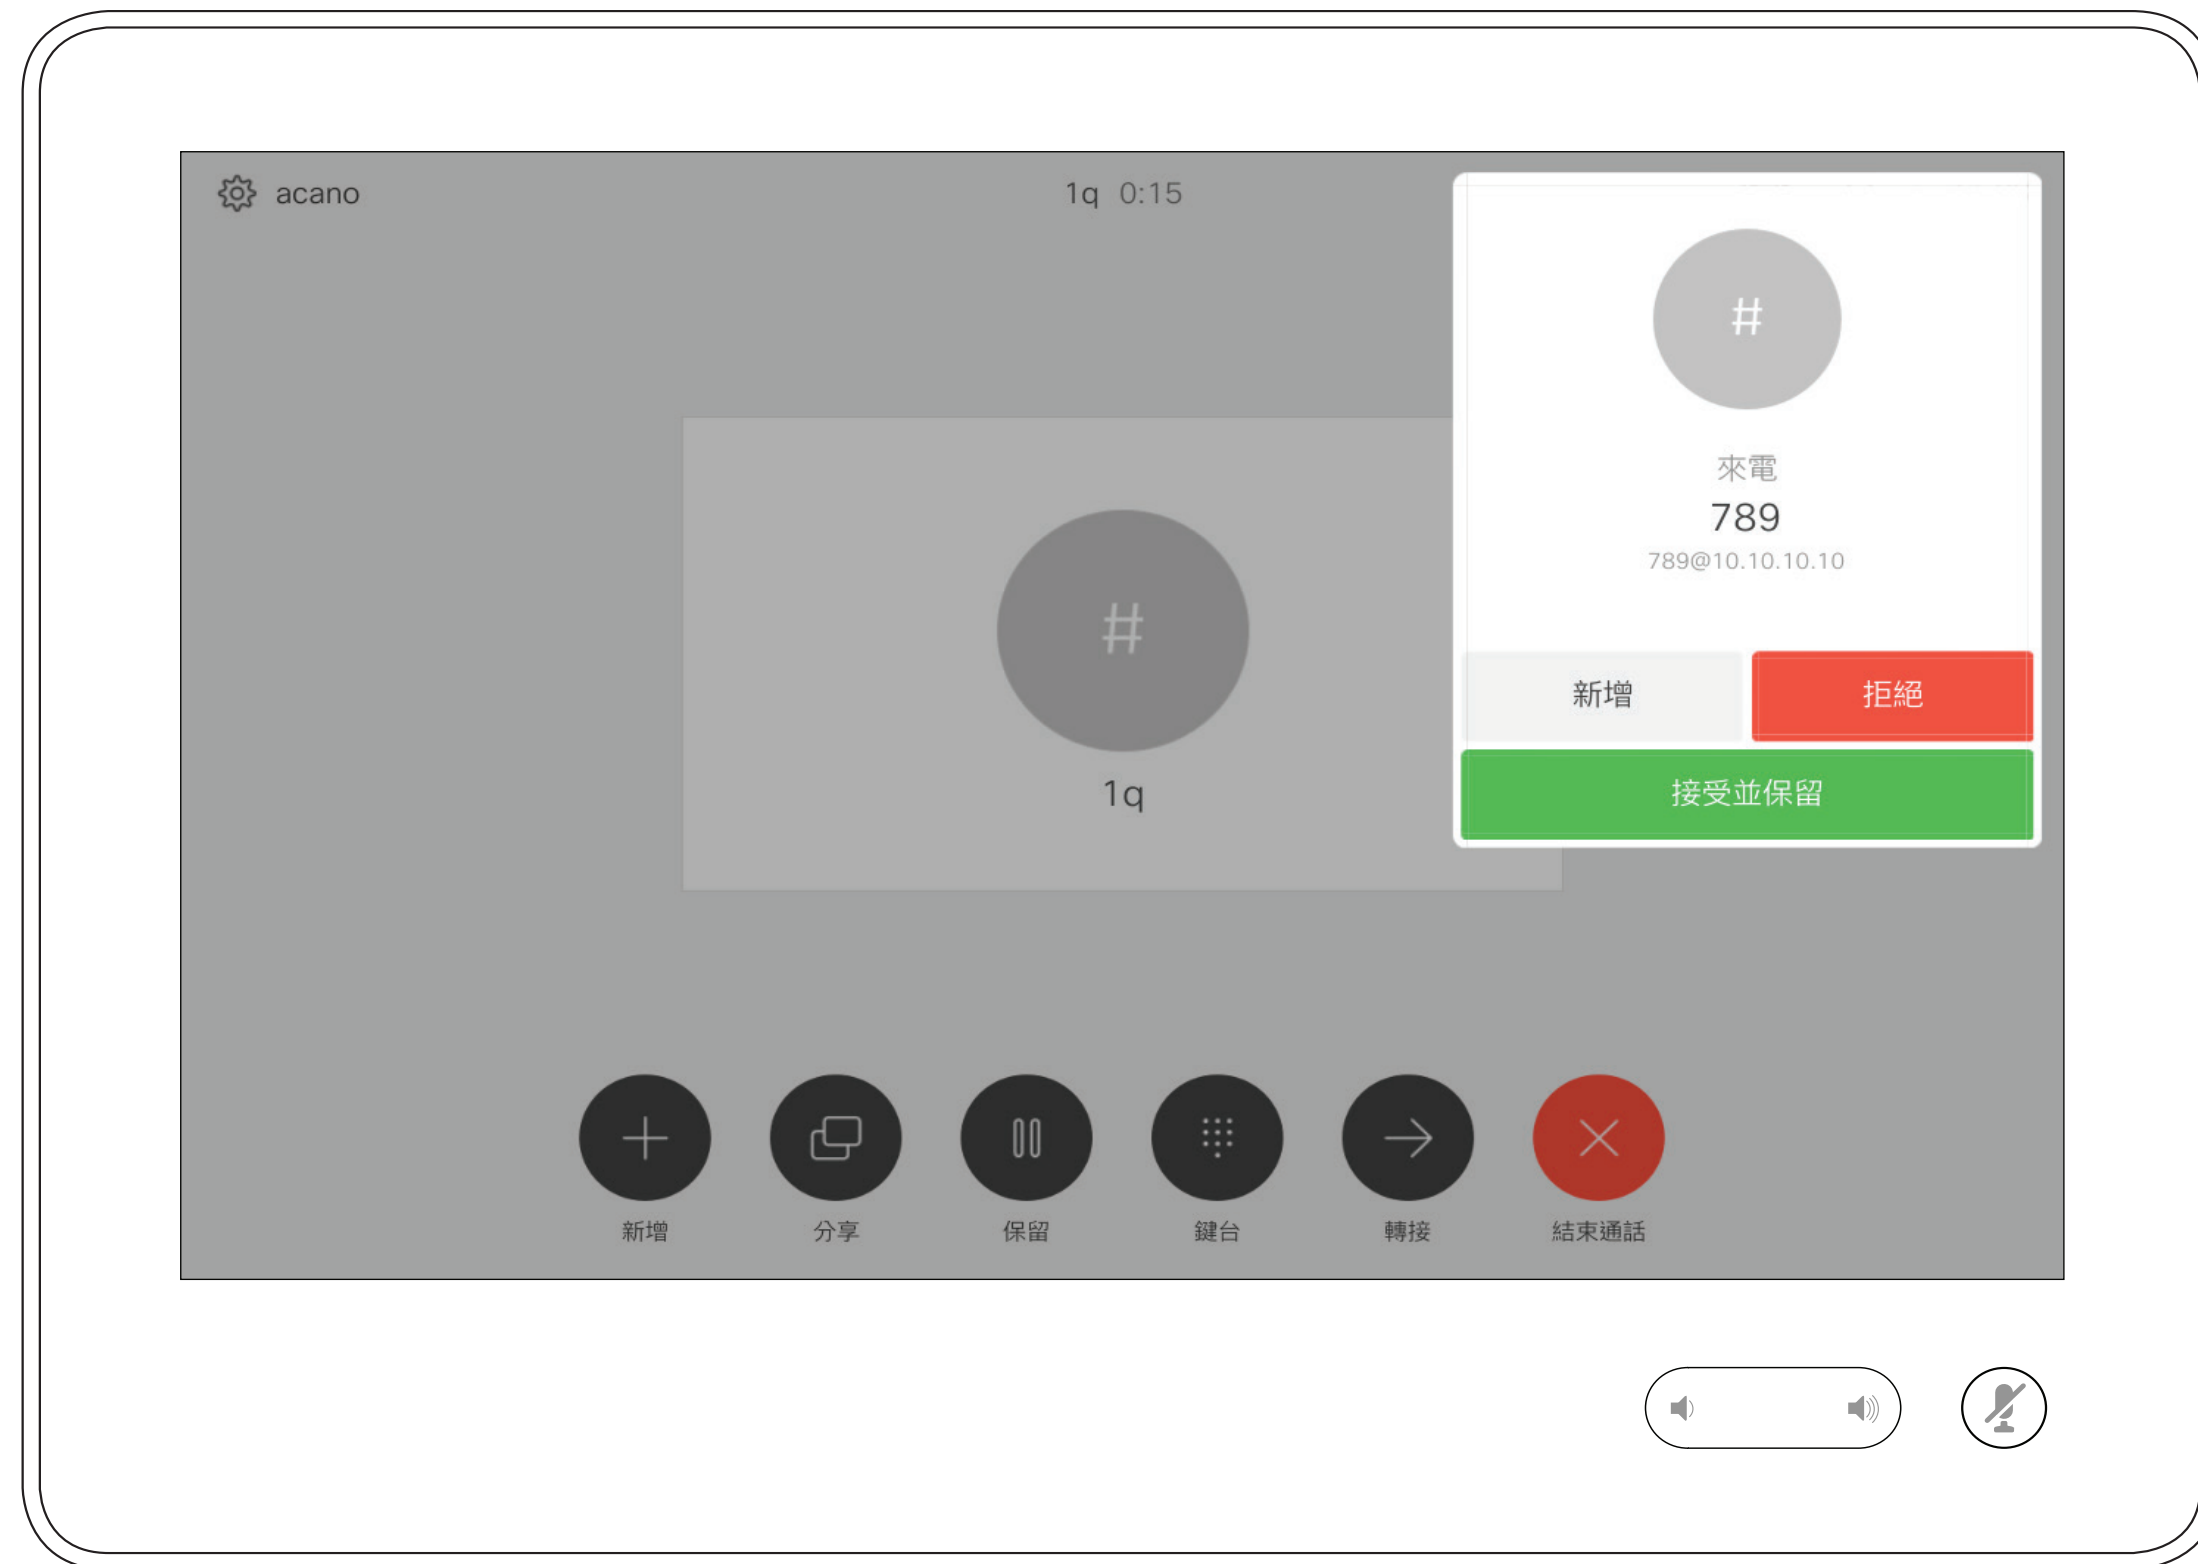 acano
1q 0:15
#
來電
789
789@10.10.10.10
新增
拒絕
接受並保留
#
1q
新增
分享
保留
鍵台
轉接
結束通話